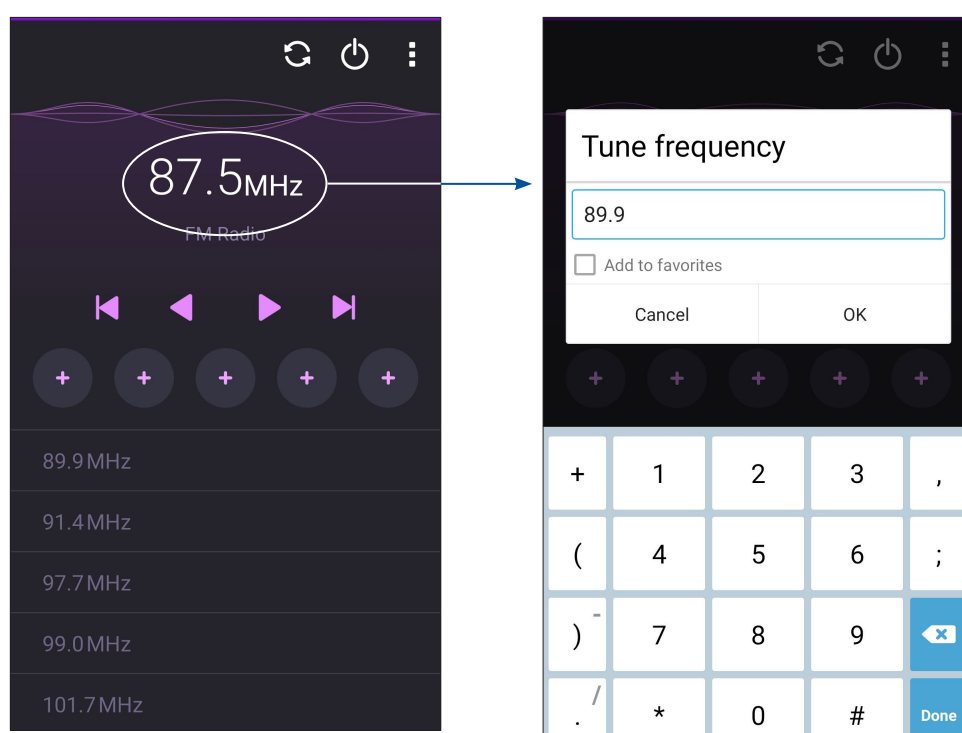 87.5MHz
FM Radio
+ + + + +
89.9MHz
91.4MHz
97.7MHz
99.0MHz
101.7MHz
Tune frequency
89.9
Add to favorites
Cancel OK
+ + + + +
+ 1 2 3 ,
( 4 5 6 ;
) - 7 8 9
. / * 0 # Done